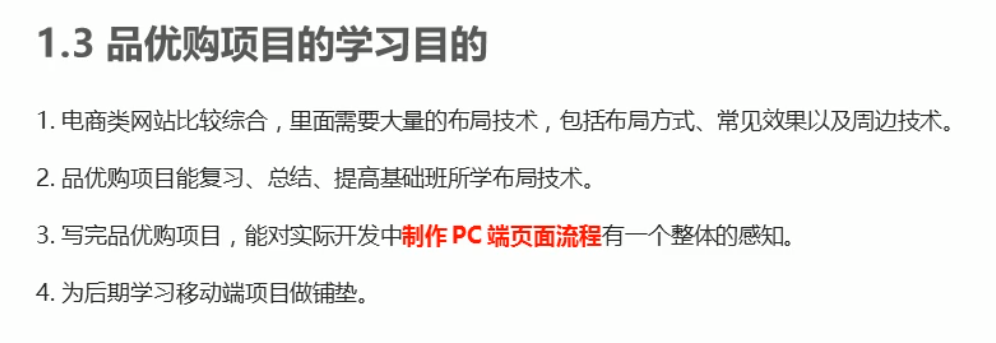 1.3 品优购项目的学习目的
1. 电商类网站比较综合，里面需要大量的布局技术，包括布局方式、常见效果以及周边技术。
2. 品优购项目能复习、总结、提高基础班所学布局技术。
3. 写完品优购项目，能对实际开发中制作 PC 端页面流程有一个整体的感知。
4. 为后期学习移动端项目做铺垫。